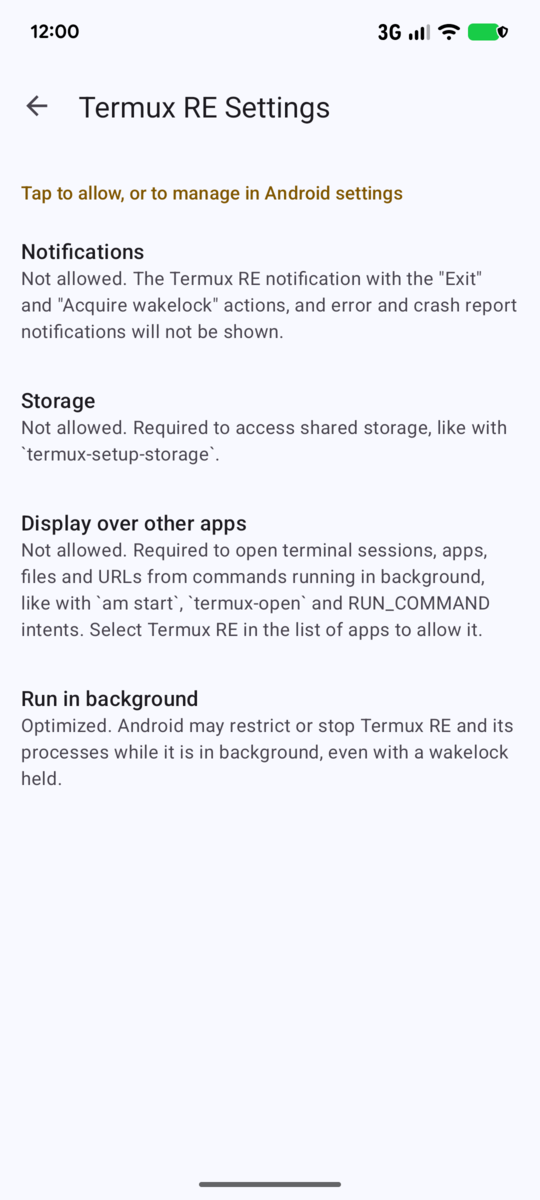 12:00
3G
Termux RE Settings
Tap to allow, or to manage in Android settings
Notifications
Not allowed. The Termux RE notification with the "Exit"
and "Acquire wakelock" actions, and error and crash report
notifications will not be shown.
Storage
Not allowed. Required to access shared storage, like with
`termux-setup-storage`.
Display over other apps
Not allowed. Required to open terminal sessions, apps,
files and URLs from commands running in background,
like with `am start`, `termux-open` and RUN_COMMAND
intents. Select Termux RE in the list of apps to allow it.
Run in background
Optimized. Android may restrict or stop Termux RE and its
processes while it is in background, even with a wakelock
held.